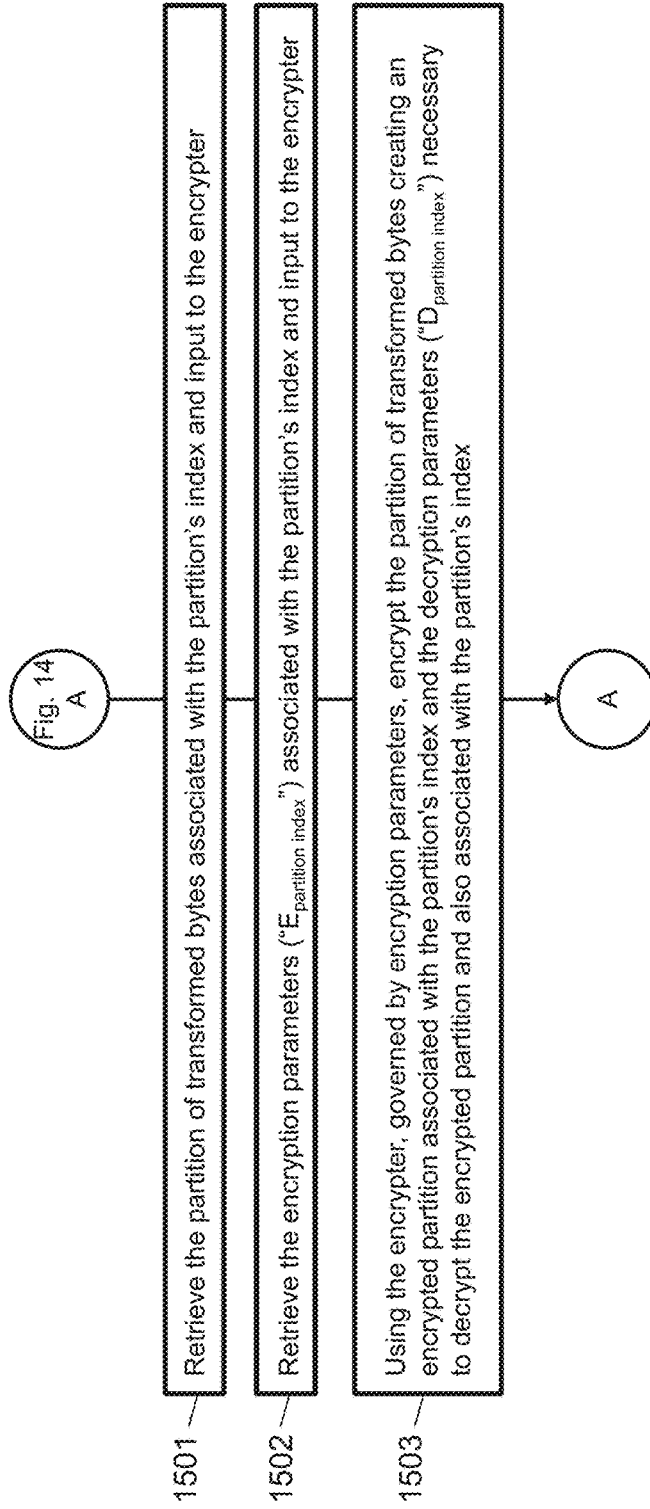 Fig. 14
A
1501
Retrieve the partition of transformed bytes associated with the partition's index and input to the encrypter
1502
Retrieve the encryption parameters ("E partition index") associated with the partition's index and input to the encrypter
1503
Using the encrypter, governed by encryption parameters, encrypt the partition of transformed bytes creating an
encrypted partition associated with the partition's index and the decryption parameters ("D partition index") necessary
to decrypt the encrypted partition and also associated with the partition's index
A